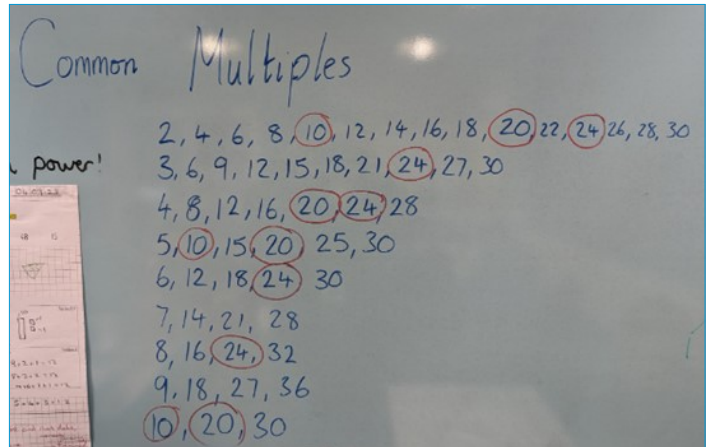 Common Multiples
2, 4, 6, 8, 10, 12, 14, 16, 18, 20 22, 24 26, 28, 30
power!
3, 6, 9, 12, 15, 18, 21, 24, 27, 30
4, 8, 12, 16, 20, 24, 28
5, 10, 15, 20, 25, 30
6, 12, 18, 24 30
7, 14, 21, 28
8, 16, 24, 32
9, 18, 27, 36
10, 20, 30